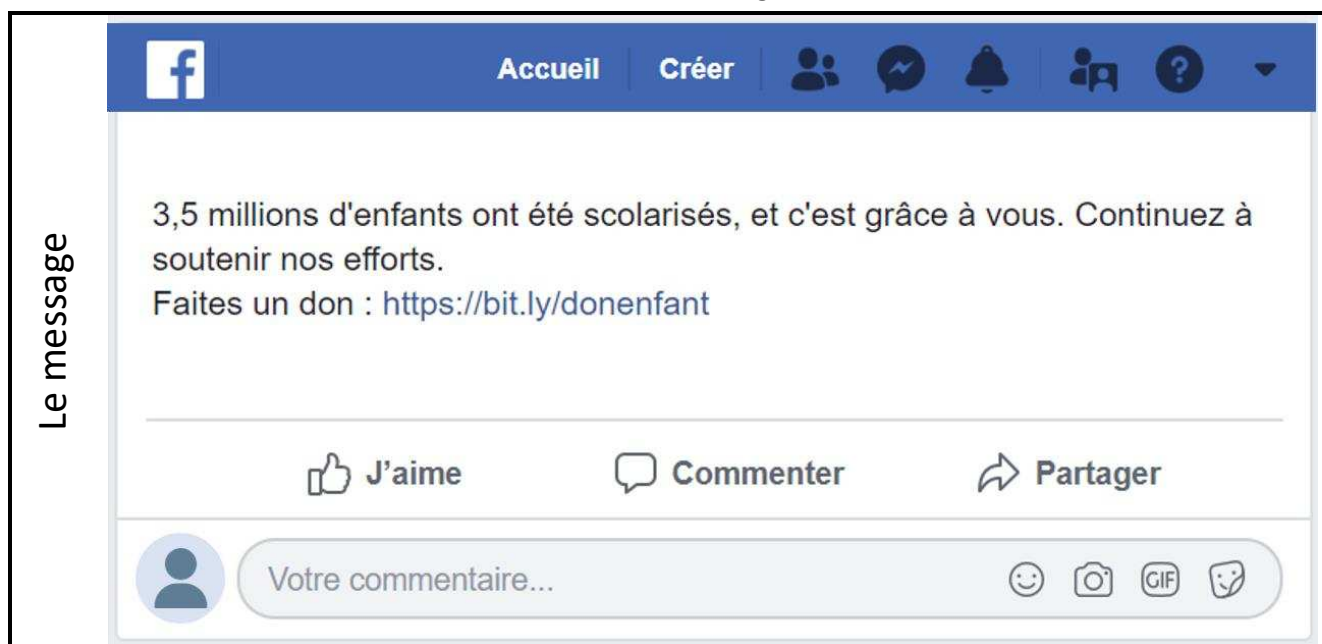 Le message
f
Accueil Créer
3,5 millions d'enfants ont été scolarisés, et c'est grâce à vous. Continuez à
soutenir nos efforts.
Faites un don : https://bit.ly/donenfant
J’aime Commenter Partager
Votre commentaire... GIF